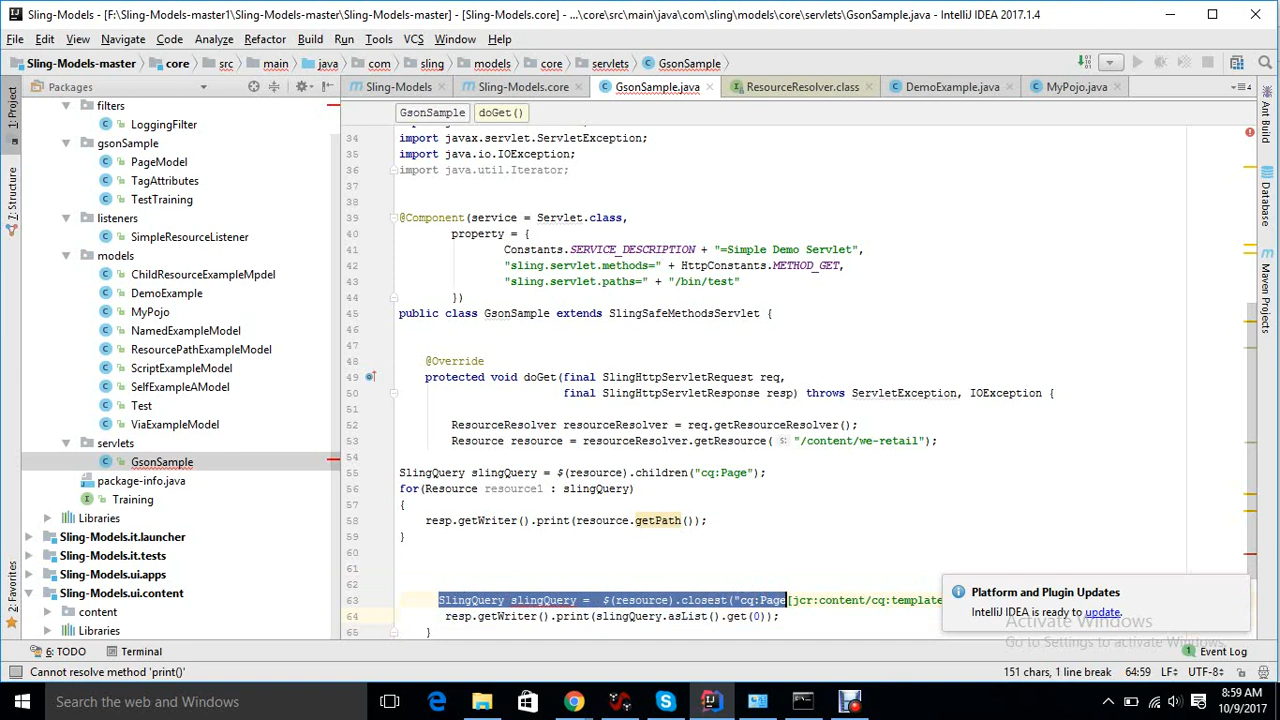 Sling-Models - [F:\Sling-Models-master1\Sling-Models-master\Sling-Models-master] - [Sling-Models.core] - ...\core\src\main\java\com\sling\models\core\servlets\GsonSample.java - IntelliJ IDEA 2017.1.4
File Edit View Navigate Code Analyze Refactor Build Run Tools VCS Window Help
Sling-Models-master core src main java com sling models core servlets GsonSample
Packages
Sling-Models Sling-Models.core GsonSample.java ResourceResolver.class DemoExample.java MyPojo.java
GsonSample doGet()
1: Project
7: Structure
2: Favorites
filters
LoggingFilter
gsonSample
PageModel
TagAttributes
TestTraining
listeners
SimpleResourceListener
models
ChildResourceExampleMpdel
DemoExample
MyPojo
NamedExampleModel
ResourcePathExampleModel
ScriptExampleModel
SelfExampleAModel
Test
ViaExampleModel
servlets
GsonSample
package-info.java
Training
Libraries
Sling-Models.it.launcher
Sling-Models.it.tests
Sling-Models.ui.apps
Sling-Models.ui.content
content
Libraries
34 import javax.servlet.ServletException;
35 import java.io.IOException;
36 import java.util.Iterator;
37
38
39 @Component(service = Servlet.class,
40 property = {
41 Constants.SERVICE_DESCRIPTION + "=Simple Demo Servlet",
42 "sling.servlet.methods=" + HttpConstants.METHOD_GET,
43 "sling.servlet.paths=" + "/bin/test"
44 })
45 public class GsonSample extends SlingSafeMethodsServlet {
46
47
48 @Override
49 protected void doGet(final SlingHttpServletRequest req,
50 final SlingHttpServletResponse resp) throws ServletException, IOException {
51
52 ResourceResolver resourceResolver = req.getResourceResolver();
53 Resource resource = resourceResolver.getResource( s: "/content/we-retail");
54
55 SlingQuery slingQuery = $(resource).children("cq:Page");
56 for(Resource resource1 : slingQuery)
57 {
58 resp.getWriter().print(resource.getPath());
59 }
60
61
62
63 SlingQuery slingQuery = $(resource).closest("cq:Page[jcr:content/cq:template
64 resp.getWriter().print(slingQuery.asList().get(0));
65 }
Ant Build
Database
Maven Projects
Platform and Plugin Updates
IntelliJ IDEA is ready to update.
Activate Windows
Go to Settings to activate Windows.
6: TODO Terminal Event Log
Cannot resolve method 'print()' 151 chars, 1 line break 64:59 LF÷ UTF-8÷
Search Windows
8:59 AM
10/9/2017